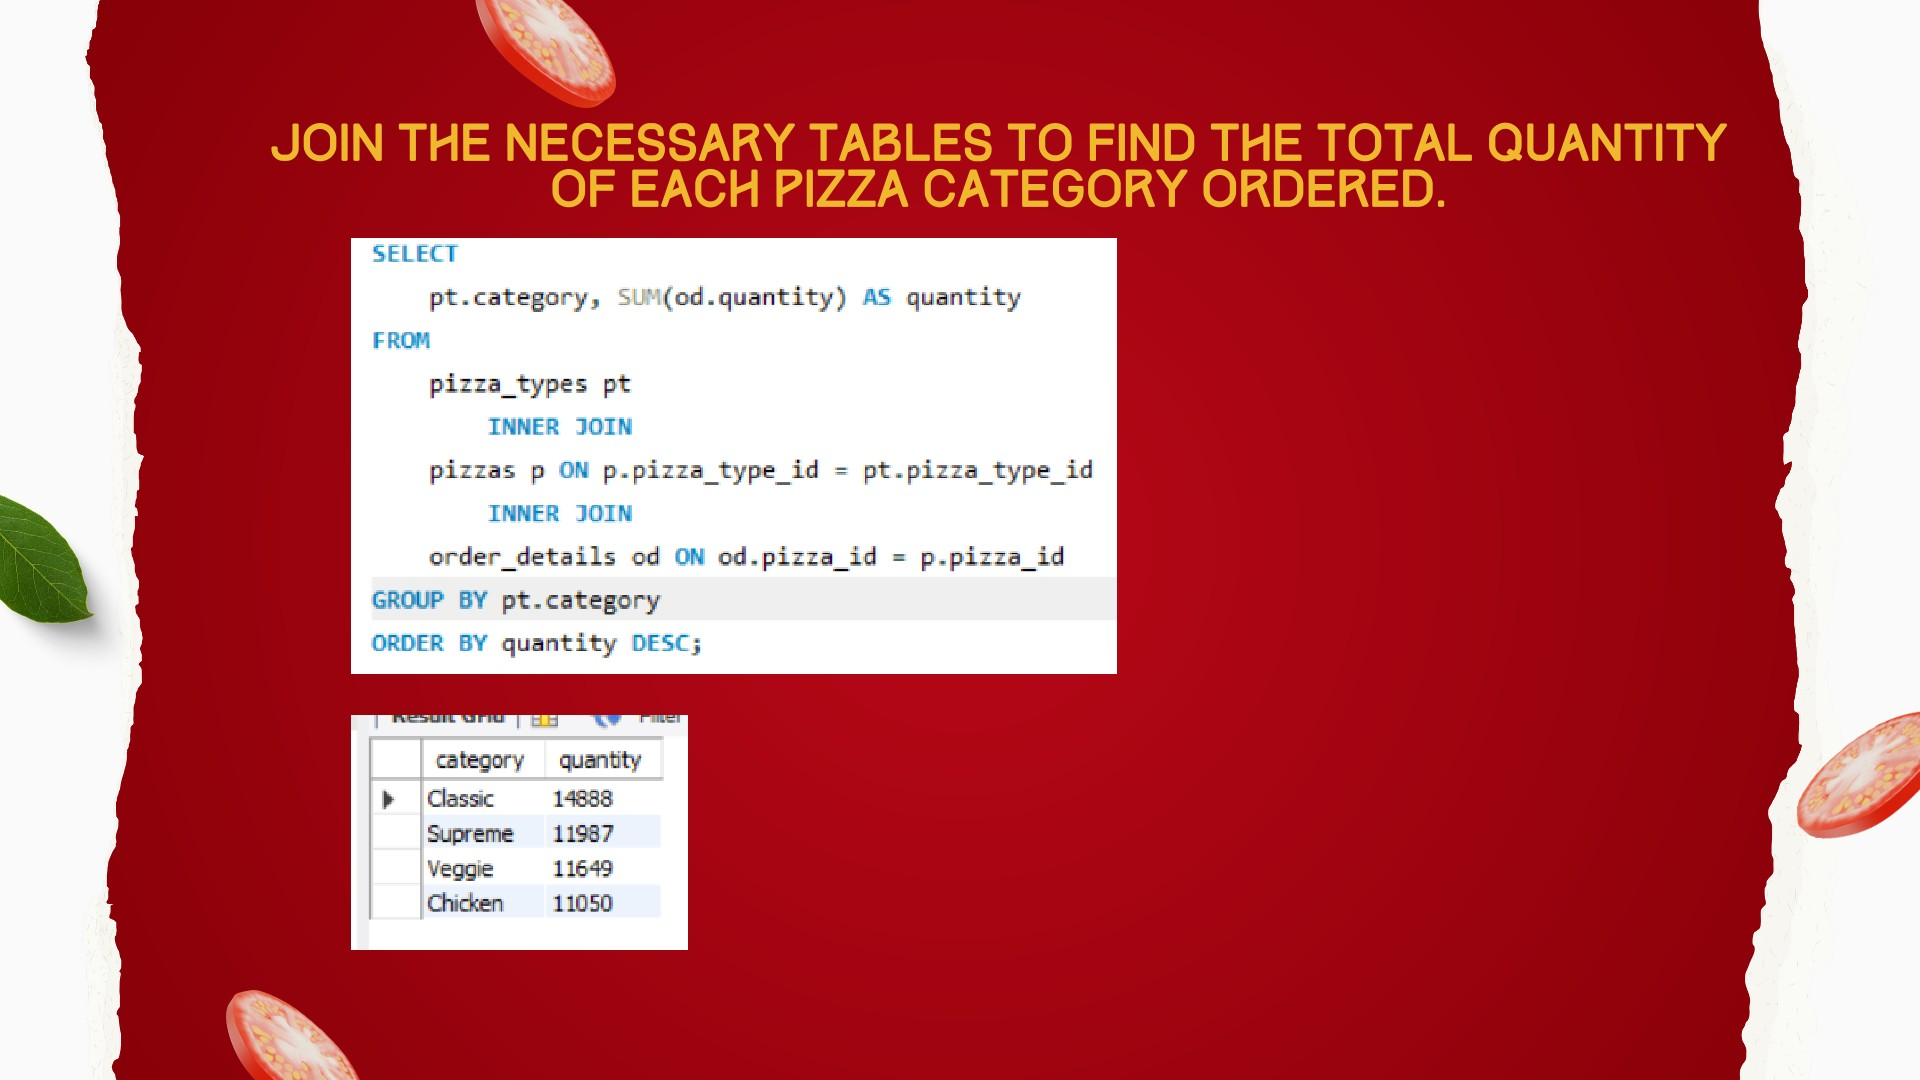 JOIN THE NECESSARY TABLES TO FIND THE TOTAL QUANTITY
OF EACH PIZZA CATEGORY ORDERED.
SELECT
pt.category, SUM(od.quantity) AS quantity
FROM
pizza_types pt
INNER JOIN
pizzas p ON p.pizza_type_id = pt.pizza_type_id
INNER JOIN
order_details od ON od.pizza_id = p.pizza_id
GROUP BY pt.category
ORDER BY quantity DESC;
Result Grid Filter
category quantity
Classic 14888
Supreme 11987
Veggie 11649
Chicken 11050